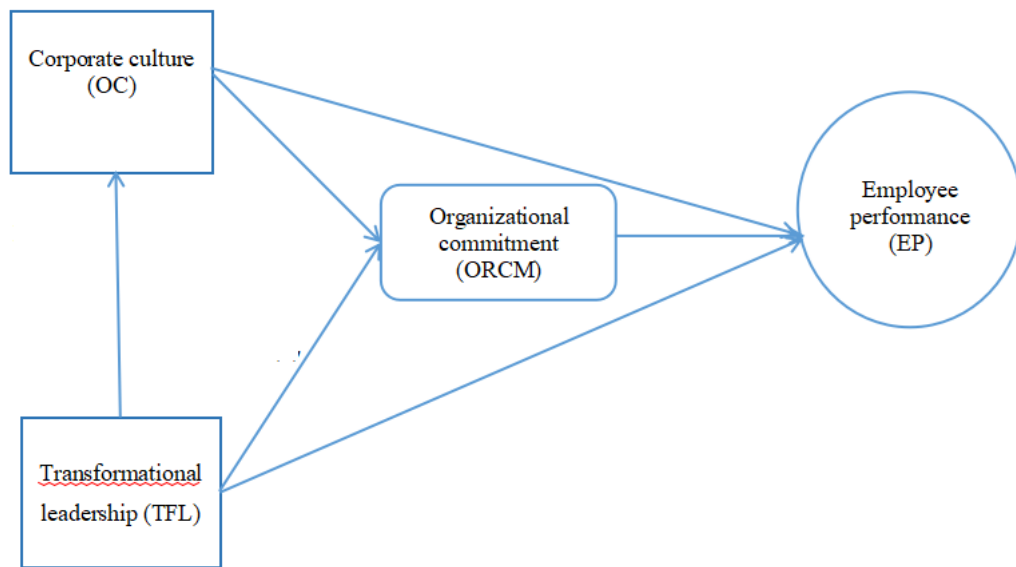 Corporate culture
(OC)
Organizational
commitment
(ORCM)
Employee
performance
(EP)
Transformational
leadership (TFL)